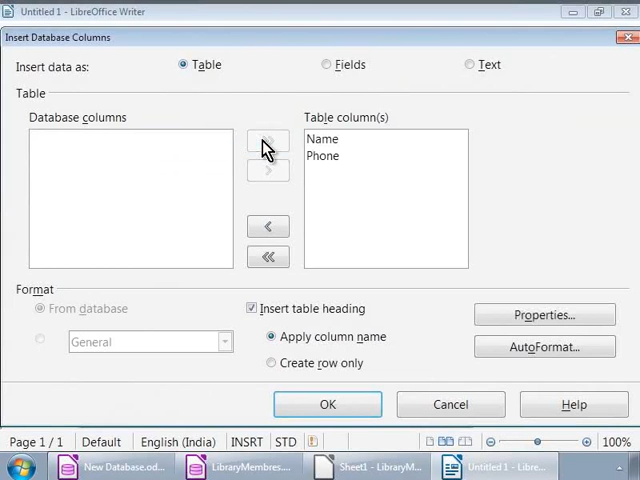 Untitled 1 - LibreOffice Writer
Insert Database Columns
Insert data as:
Table
Fields
Text
Table
Database columns
Table column(s)
Name
Phone
Format
From database
General
Insert table heading
Apply column name
Create row only
Properties...
AutoFormat...
OK
Cancel
Help
Page 1 / 1
Default
English (India)
INSRT
STD
100%
New Database.od...
LibraryMembres....
Sheet1 - LibraryM...
Untitled 1 - Libre...